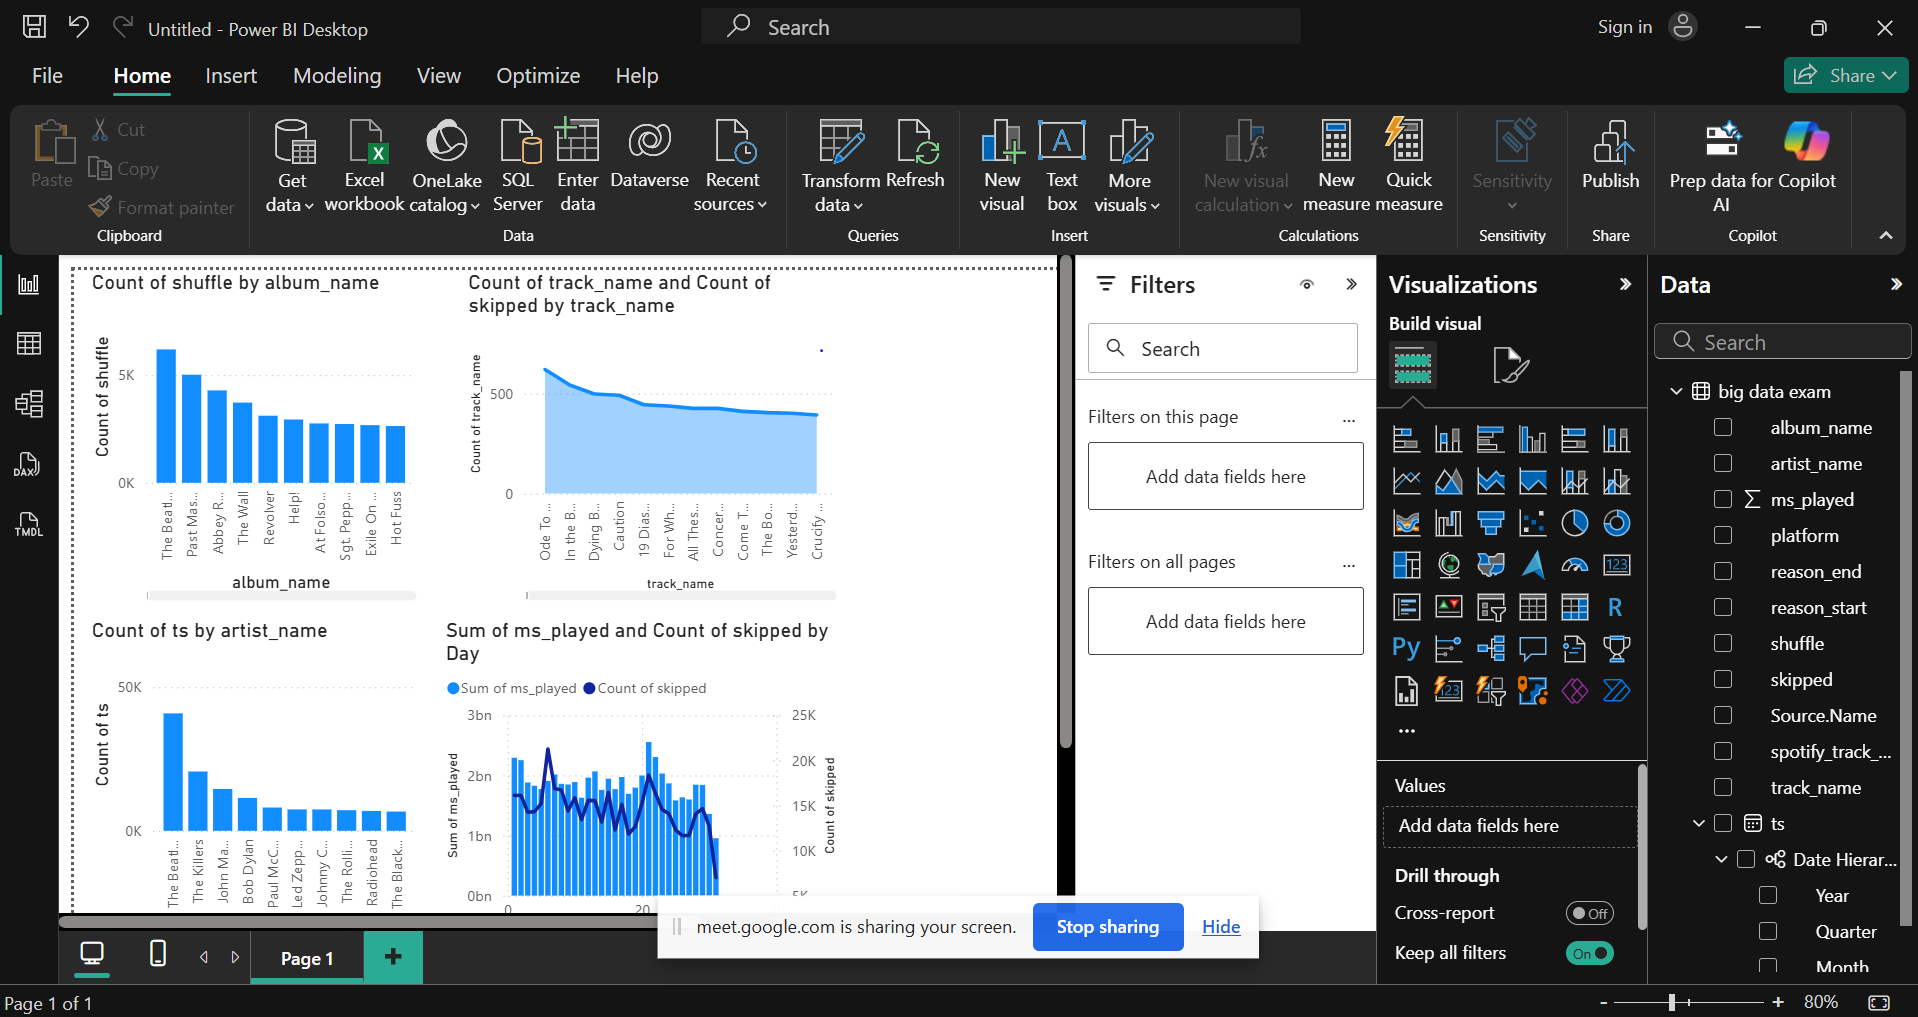 Untitled - Power BI Desktop
Search
Sign in
File
Home
Insert
Modeling
View
Optimize
Help
Share
Paste
Cut
Copy
Format painter
Clipboard
Get data
Excel workbook
OneLake catalog
SQL Server
Enter data
Dataverse
Recent sources
Data
Transform data
Refresh
Queries
New visual
Text box
More visuals
Insert
New visual calculation
New measure
Quick measure
Calculations
Sensitivity
Sensitivity
Publish
Share
Prep data for AI
Copilot
Copilot
Count of shuffle by album_name
Count of shuffle
5K
0K
The Beatl...
Past Mas...
Abbey R...
The Wall
Revolver
Help!
At Folso...
Sgt. Pepp...
Exile On ...
Hot Fuss
album_name
Count of track_name and Count of
skipped by track_name
Count of track_name
500
0
Ode To ...
In the B...
Dying B...
Caution
19 Dias...
For Wh...
All Thes...
Concer...
Come T...
The Bo...
Yesterd...
Crucify ...
track_name
Count of ts by artist_name
Count of ts
50K
0K
The Beatl...
The Killers
John Ma...
Bob Dylan
Paul McC...
Led Zepp...
Johnny C...
The Rolli...
Radiohead
The Black...
Sum of ms_played and Count of skipped by
Day
Sum of ms_played
Count of skipped
Sum of ms_played
3bn
2bn
1bn
0bn
0
20
25K
20K
15K
10K
5K
Count of skipped
Filters
Search
Filters on this page
...
Add data fields here
Filters on all pages
...
Add data fields here
Visualizations
Build visual
123
R
Py
123
...
Values
Add data fields here
Drill through
Cross-report
Off
Keep all filters
On
Data
Search
big data exam
album_name
artist_name
ms_played
platform
reason_end
reason_start
shuffle
skipped
Source.Name
spotify_track_...
track_name
ts
Date Hierar...
Year
Quarter
Month
DAX
TMDL
meet.google.com is sharing your screen.
Stop sharing
Hide
Page 1
Page 1 of 1
80%